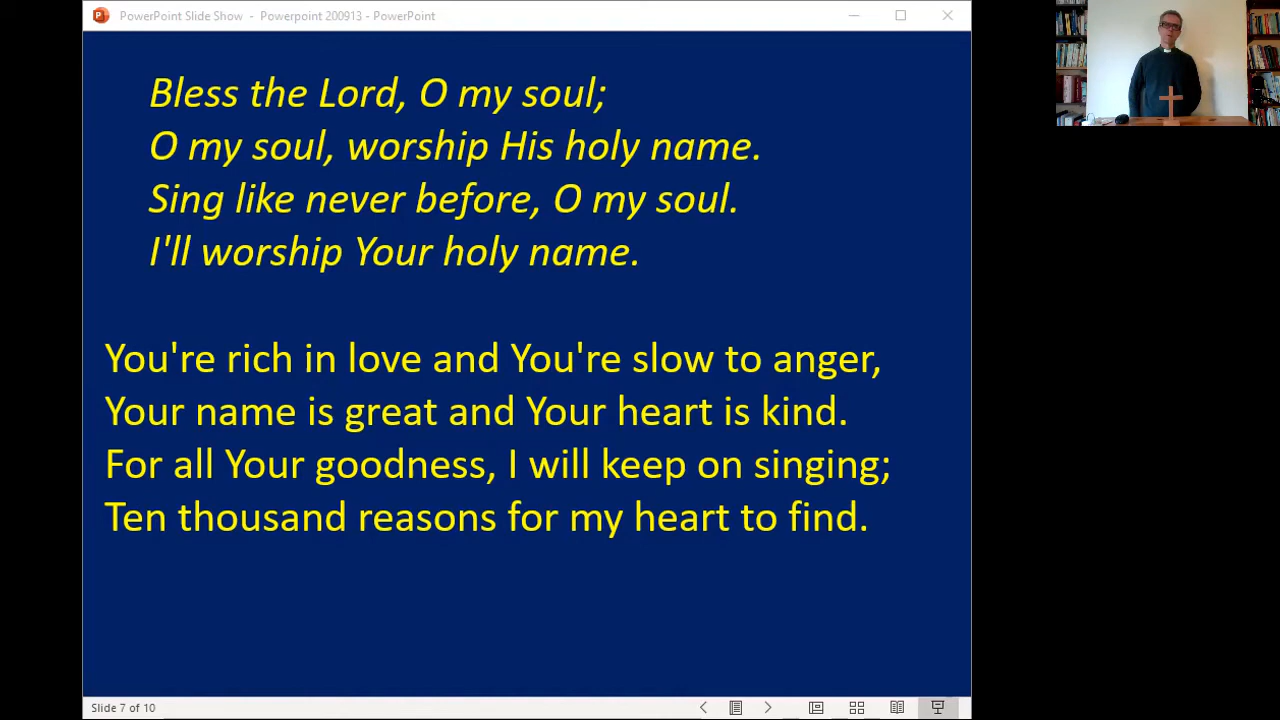 PowerPoint Slide Show - Powerpoint 200913 - PowerPoint
Bless the Lord, O my soul;
O my soul, worship His holy name.
Sing like never before, O my soul.
I'll worship Your holy name.
You're rich in love and You're slow to anger,
Your name is great and Your heart is kind.
For all Your goodness, I will keep on singing;
Ten thousand reasons for my heart to find.
Slide 7 of 10